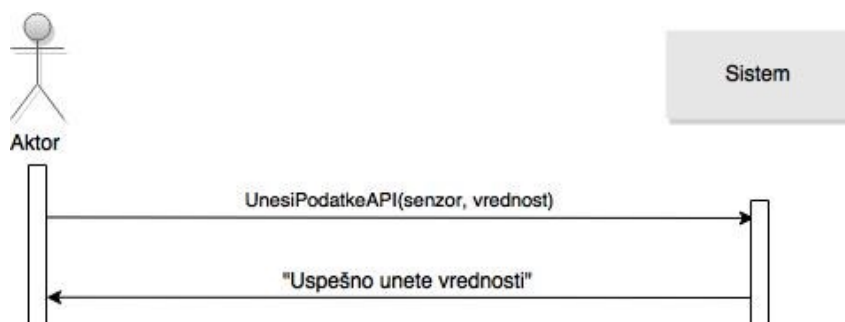 Sistem
Aktor
UnesiPodatkeAPI(senzor, vrednost)
"Uspešno unete vrednosti"